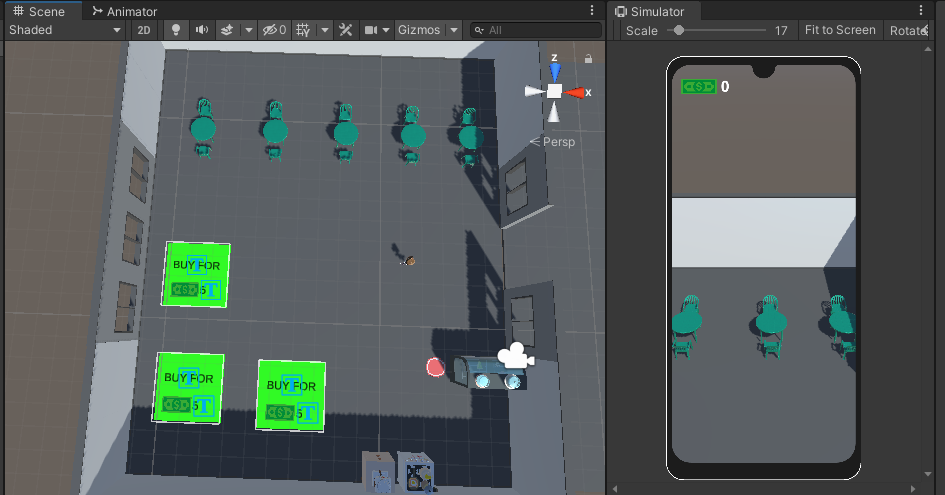 Scene
Animator
Simulator
Shaded
2D
0
Gizmos
All
Scale
17
Fit to Screen
Rotate
z
x
Persp
$ 0
BUY FOR
$ 5
BUY FOR
$ 5
BUY FOR
$ 5